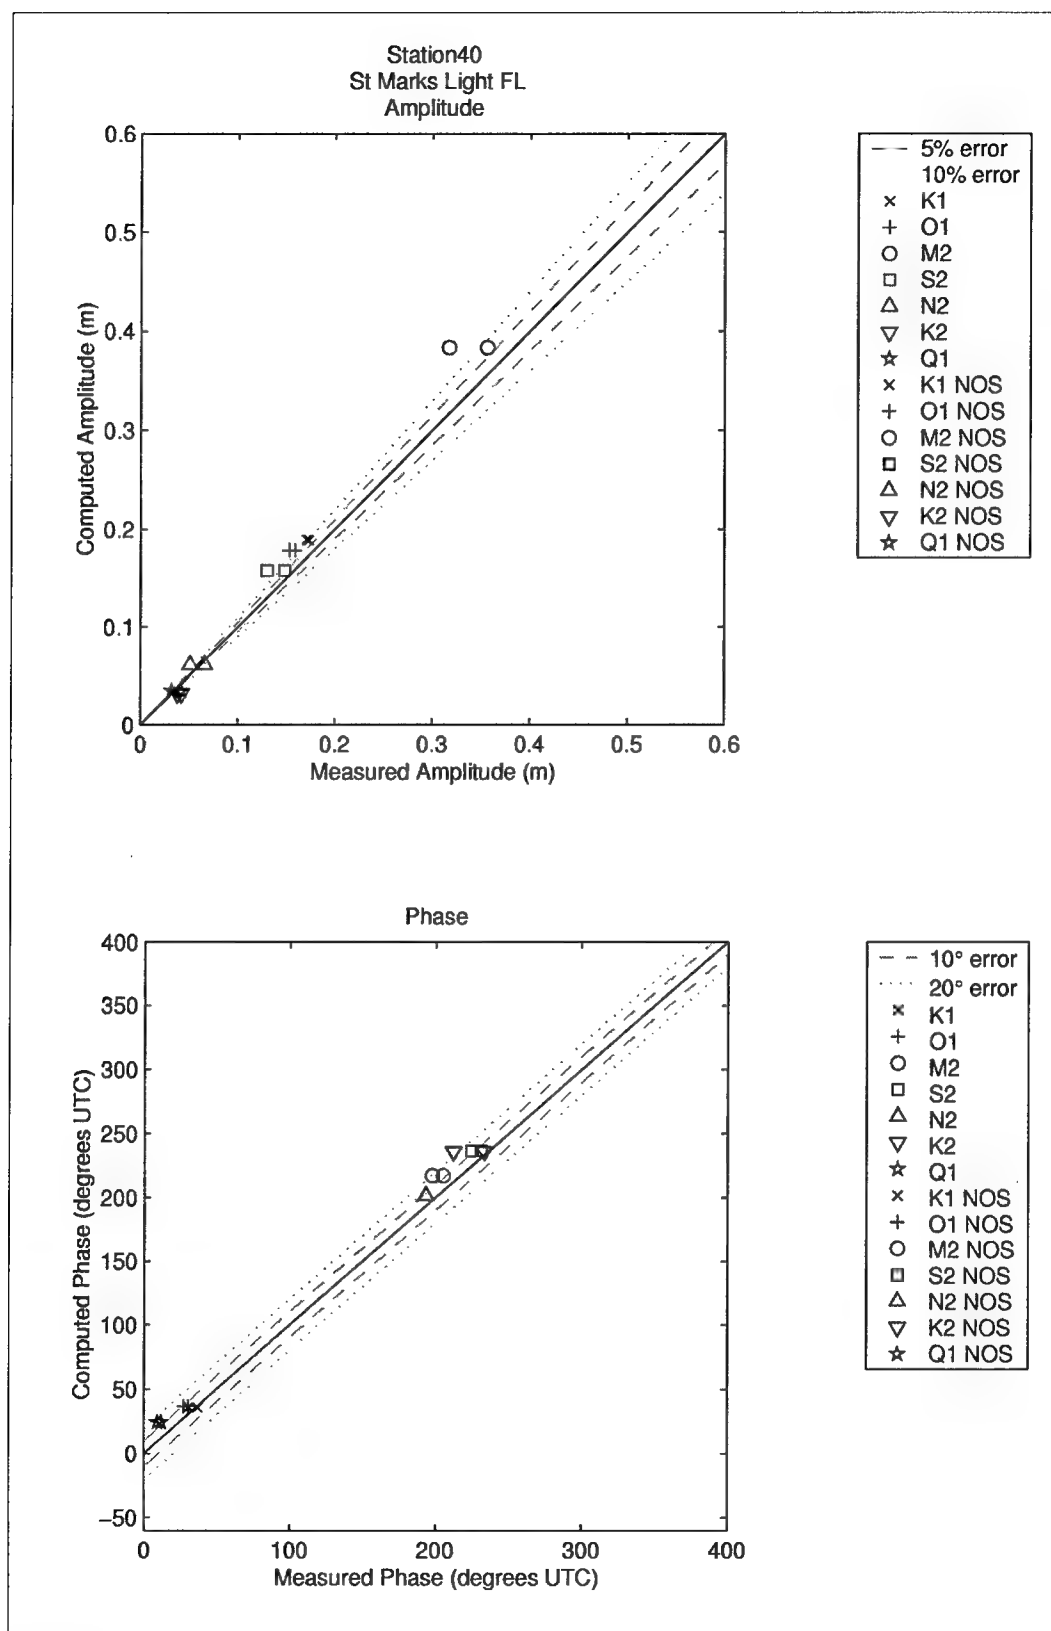 Station40
St Marks Light FL
Amplitude
0.6
0.5
0.4
0.3
0.2
0.1
0
Computed Amplitude (m)
0 0.1 0.2 0.3 0.4 0.5 0.6
Measured Amplitude (m)
5% error
10% error
K1
O1
M2
S2
N2
K2
Q1
K1 NOS
O1 NOS
M2 NOS
S2 NOS
N2 NOS
K2 NOS
Q1 NOS
Phase
400
350
300
250
200
150
100
50
0
−50
Computed Phase (degrees UTC)
0 100 200 300 400
Measured Phase (degrees UTC)
10° error
20° error
K1
O1
M2
S2
N2
K2
Q1
K1 NOS
O1 NOS
M2 NOS
S2 NOS
N2 NOS
K2 NOS
Q1 NOS